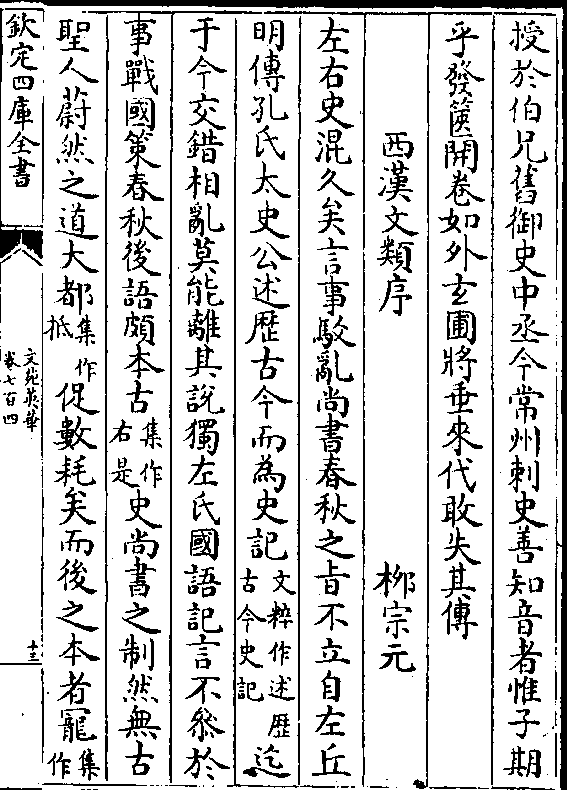 授於伯兄舊御史中丞今常州刺史善知音者惟子期
乎發篋開卷如外玄圃將垂來代敢失其傳
西漢文類序 柳宗元
左右史混久矣言事駮亂尚書春秋之旨不立自左丘
明傳孔氏太史公述歴古今而為史記文粹作述歴古今史記迄
于今交錯相亂莫能離其說獨左氏國語記言不叅於
事戰國策春秋後語頗本古集作右是史尚書之制然無古
聖人蔚然之道大都集作抵促數耗矣而後之本者寵集作
欽定四庫全書
文苑英華
卷七百四
十三